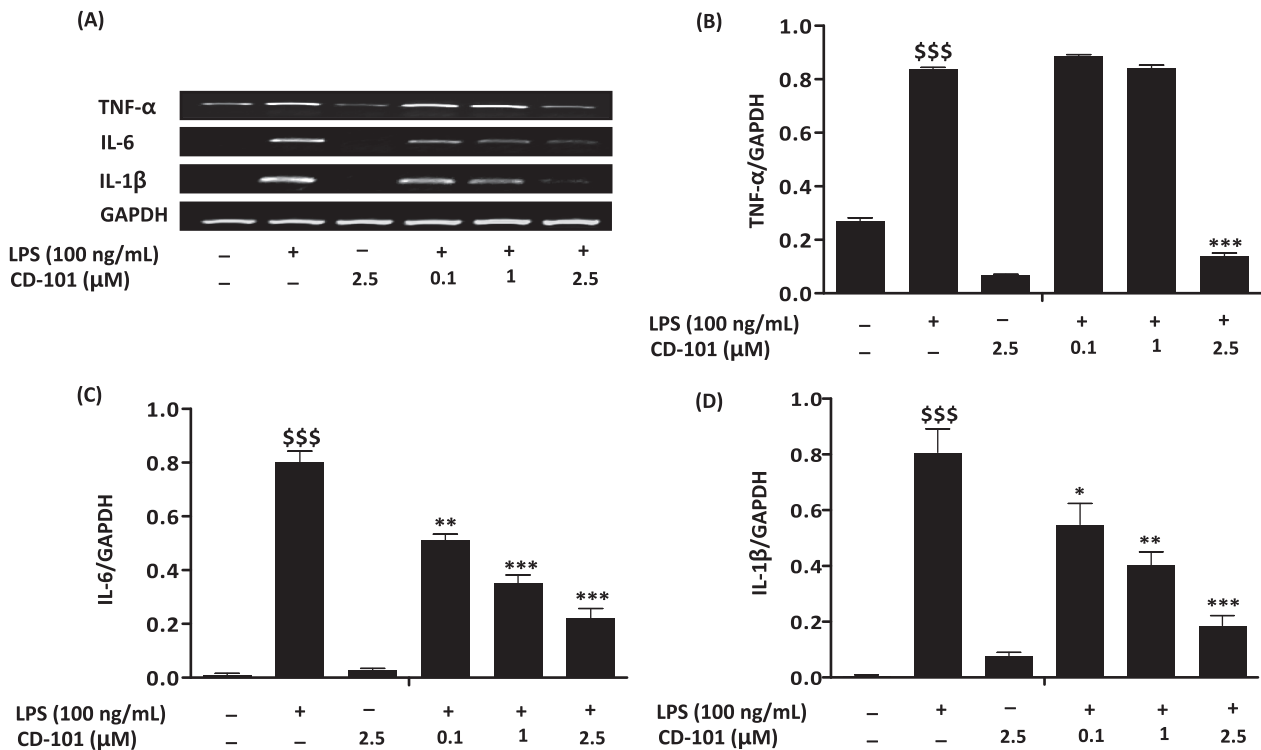 (A)
TNF-α
IL-6
IL-1β
GAPDH
LPS (100 ng/mL) – + – + + +
CD-101 (μM) – – 2.5 0.1 1 2.5
(B)
TNF-α/GAPDH
1.0
0.8
0.6
0.4
0.2
0.0
$$$
***
LPS (100 ng/mL) – + – + + +
CD-101 (μM) – – 2.5 0.1 1 2.5
(C)
IL-6/GAPDH
1.0
0.8
0.6
0.4
0.2
0.0
$$$
**
***
***
LPS (100 ng/mL) – + – + + +
CD-101 (μM) – – 2.5 0.1 1 2.5
(D)
IL-1β/GAPDH
1.0
0.8
0.6
0.4
0.2
0.0
$$$
*
**
***
LPS (100 ng/mL) – + – + + +
CD-101 (μM) – – 2.5 0.1 1 2.5